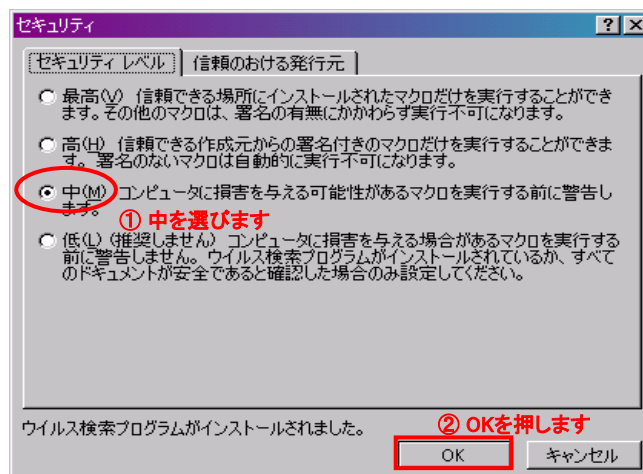 セキュリティ
セキュリティ レベル 信頼のおける発行元
最高(V) 信頼できる場所にインストールされたマクロだけを実行することができ
ます。その他のマクロは、署名の有無にかかわらず実行不可になります。
高(H) 信頼できる作成元からの署名付きのマクロだけを実行することができま
す。 署名のないマクロは自動的に実行不可になります。
中(M) コンピュータに損害を与える可能性があるマクロを実行する前に警告し
ます。
① 中を選びます
低(L) (推奨しません) コンピュータに損害を与える場合があるマクロを実行する
前に警告しません。ウイルス検索プログラムがインストールされているか、すべて
のドキュメントが安全であると確認した場合のみ設定してください。
ウイルス検索プログラムがインストールされました。
② OKを押します
OK キャンセル